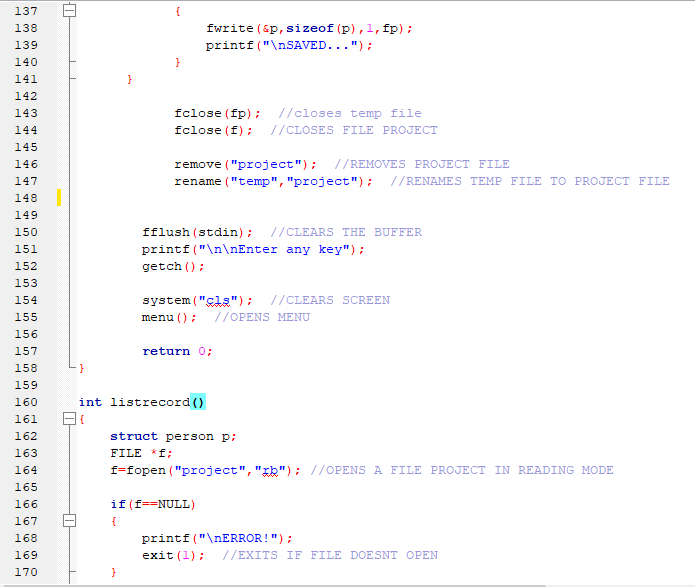 137 {
138 fwrite(&p,sizeof(p),1,fp);
139 printf("\nSAVED...");
140 }
141 }
142
143 fclose(fp); //closes temp file
144 fclose(f); //CLOSES FILE PROJECT
145
146 remove("project"); //REMOVES PROJECT FILE
147 rename("temp","project"); //RENAMES TEMP FILE TO PROJECT FILE
148
149
150 fflush(stdin); //CLEARS THE BUFFER
151 printf("\n\nEnter any key");
152 getch();
153
154 system("cls"); //CLEARS SCREEN
155 menu(); //OPENS MENU
156
157 return 0;
158 }
159
160 int listrecord()
161 {
162 struct person p;
163 FILE *f;
164 f=fopen("project","rb"); //OPENS A FILE PROJECT IN READING MODE
165
166 if(f==NULL)
167 {
168 printf("\nERROR!");
169 exit(1); //EXITS IF FILE DOESNT OPEN
170 }